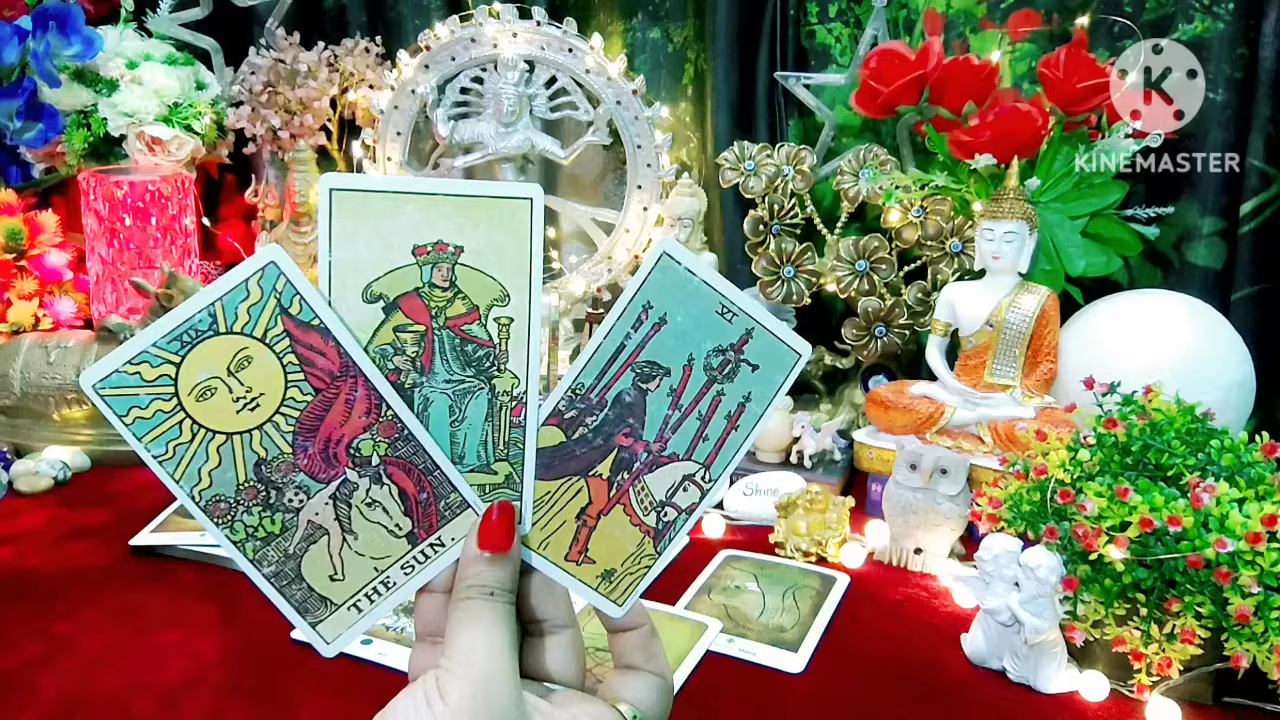 K
KINEMASTER
XIX
VI
Shine
THE SUN.